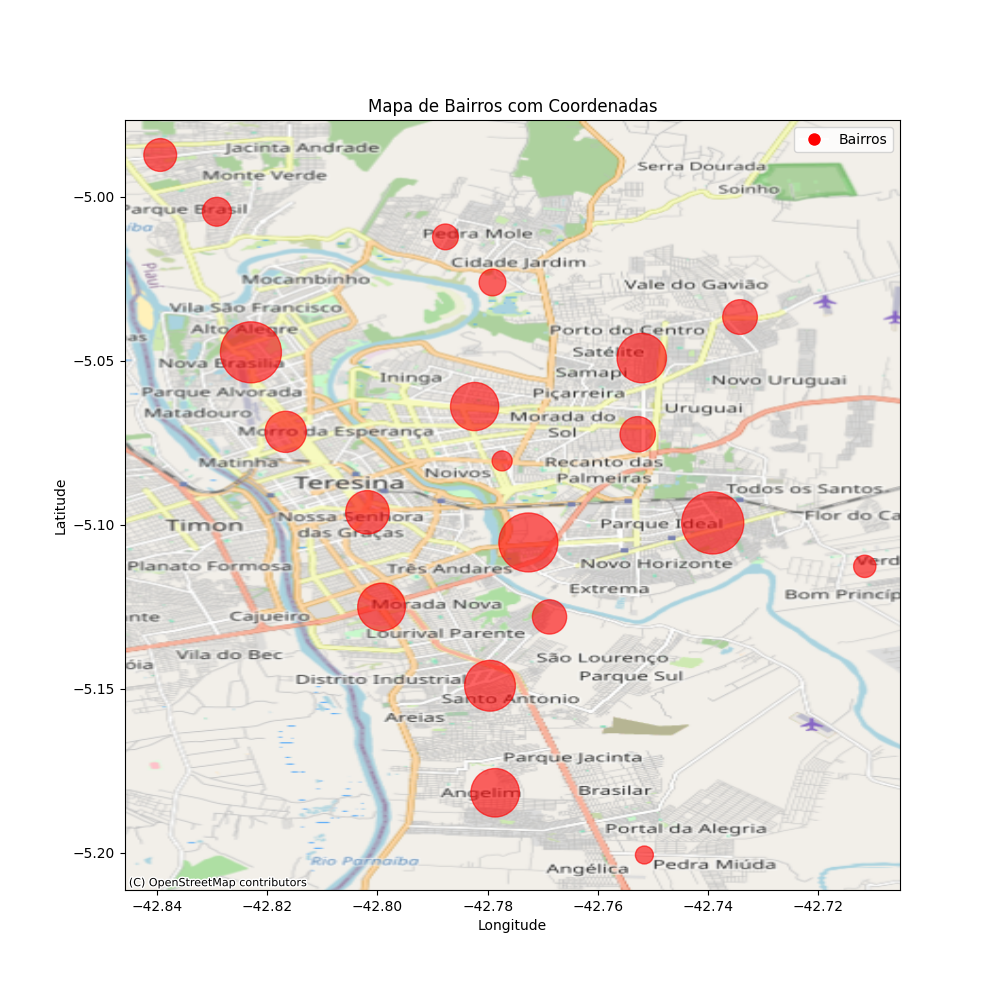 Mapa de Bairros com Coordenadas
Bairros
Jacinta Andrade
Monte Verde
Serra Dourada
Soinho
Parque Brasil
íba
Piauí
Pedra Mole
Cidade Jardim
Mocambinho
Vale do Gavião
Vila São Francisco
Alto Alegre
Porto do Centro
as
Nova Brasília
Satélite
Samapi
Ininga
Novo Uruguai
Parque Alvorada
Piçarreira
Matadouro
Morada do
Sol
Uruguai
Morro da Esperança
Matinha
Noivos
Recanto das
Palmeiras
Teresina
Todos os Santos
Timon
Nossa Senhora
das Graças
Parque Ideal
Flor do Ca
Planato Formosa
Três Andares
Novo Horizonte
Verd
Extrema
Bom Princíp
Morada Nova
ante
Cajueiro
Lourival Parente
óia
Vila do Bec
São Lourenço
Parque Sul
Distrito Industrial
Santo Antonio
Areias
Parque Jacinta
Angelim
Brasilar
Portal da Alegria
Rio Parnaíba
Angélica
Pedra Miúda
(C) OpenStreetMap contributors
−5.00
−5.05
−5.10
−5.15
−5.20
Latitude
−42.84
−42.82
−42.80
−42.78
−42.76
−42.74
−42.72
Longitude